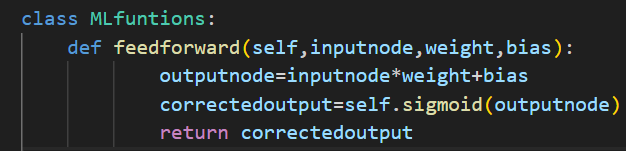 class MLfuntions:
    def feedforward(self,inputnode,weight,bias):
            outputnode=inputnode*weight+bias
            correctedoutput=self.sigmoid(outputnode)
            return correctedoutput